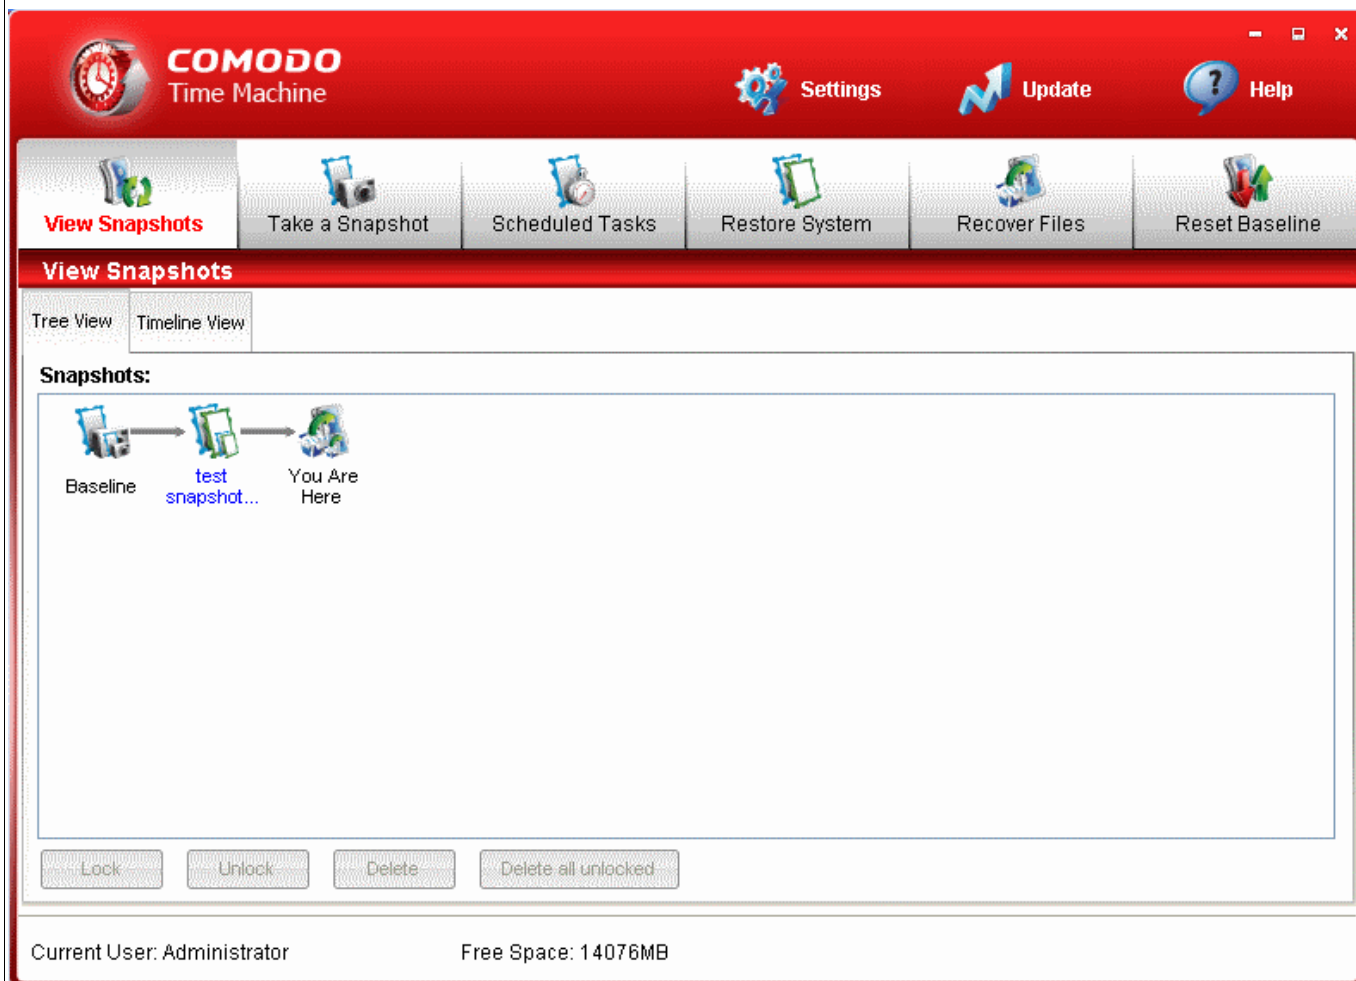 COMODO
Time Machine
Settings
Update
? Help
View Snapshots
Take a Snapshot
Scheduled Tasks
Restore System
Recover Files
Reset Baseline
View Snapshots
Tree View
Timeline View
Snapshots:
Baseline
test
snapshot...
You Are
Here
Lock
Unlock
Delete
Delete all unlocked
Current User: Administrator
Free Space: 14076MB